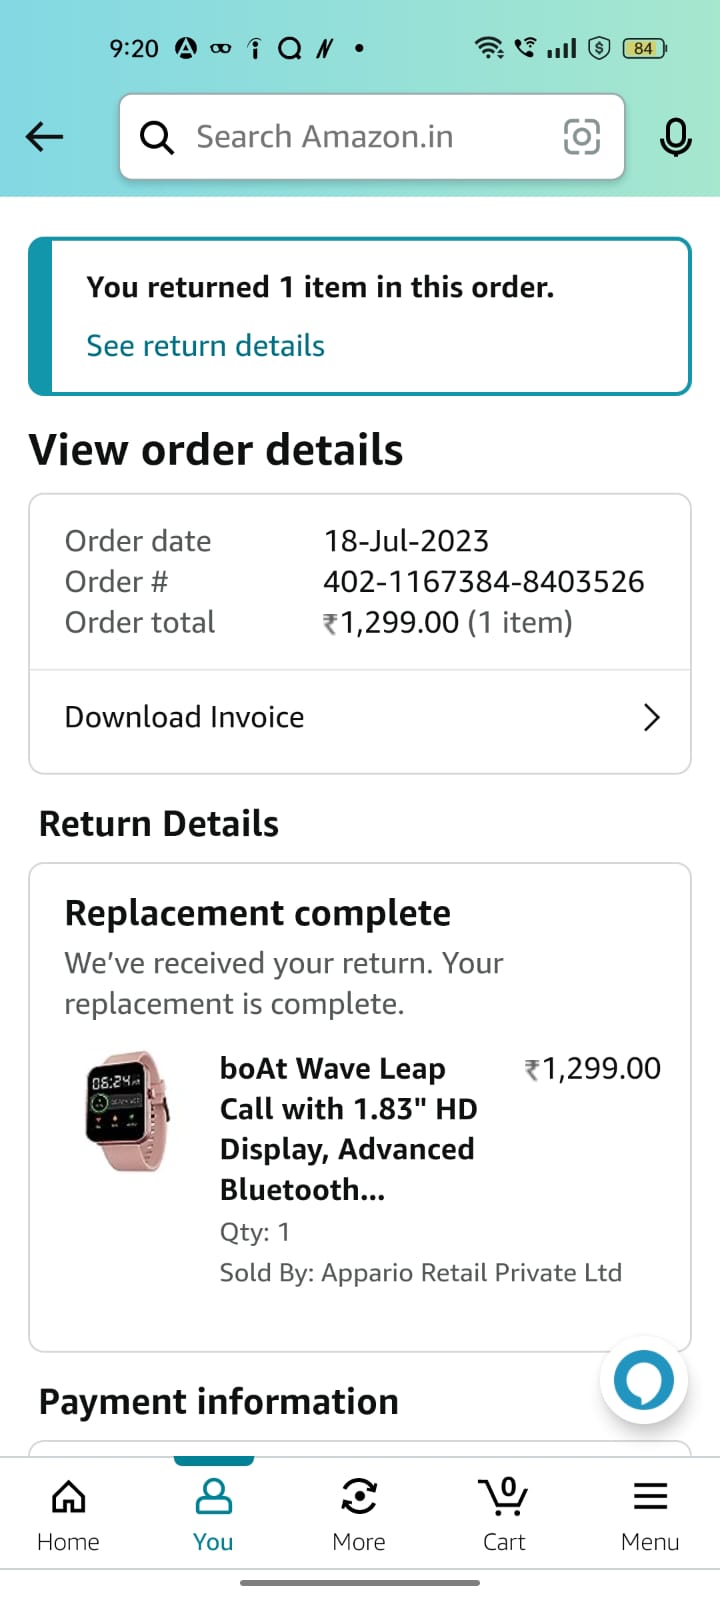 9:20
84
Search Amazon.in
You returned 1 item in this order.
See return details
View order details
Order date 18-Jul-2023
Order # 402-1167384-8403526
Order total ₹1,299.00 (1 item)
Download Invoice
Return Details
Replacement complete
We've received your return. Your
replacement is complete.
boAt Wave Leap ₹1,299.00
Call with 1.83" HD
Display, Advanced
Bluetooth...
Qty: 1
Sold By: Appario Retail Private Ltd
06:24
Payment information
0
Home You More Cart Menu